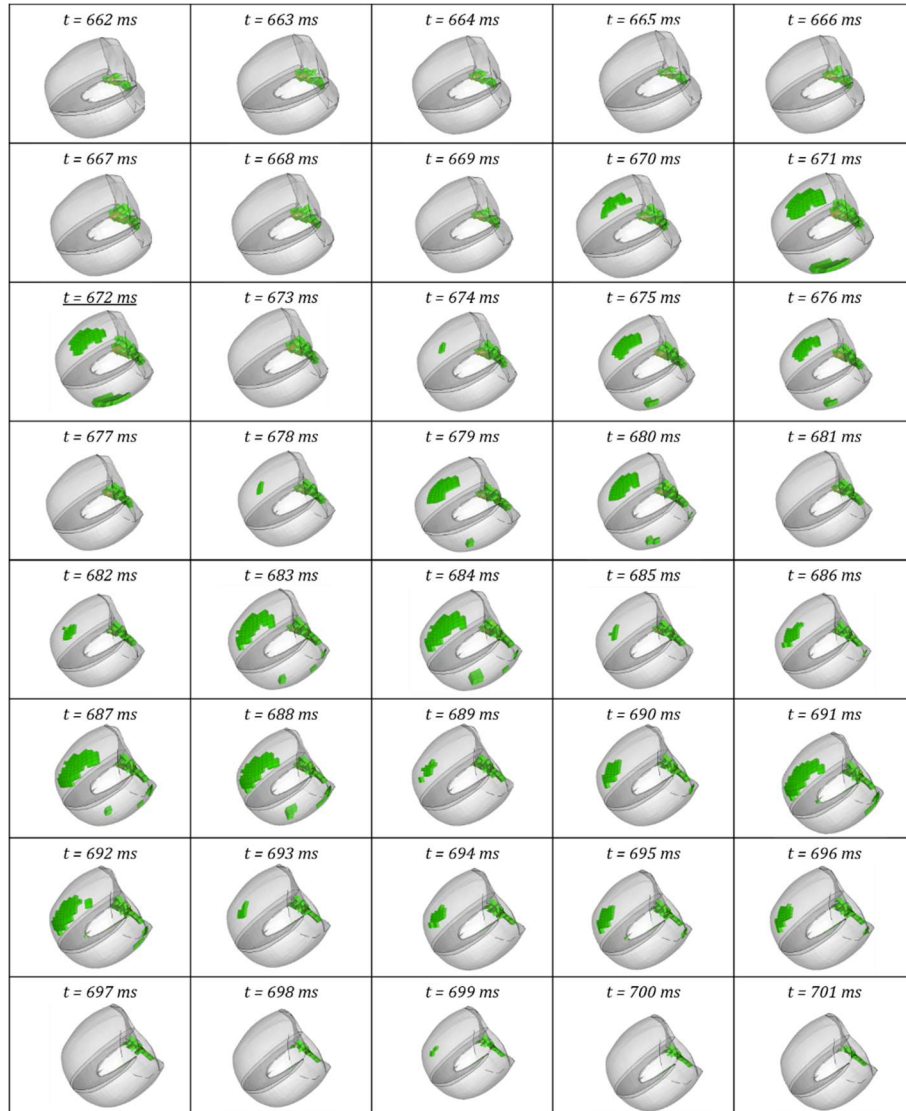 t = 662 ms t = 663 ms t = 664 ms t = 665 ms t = 666 ms
t = 667 ms t = 668 ms t = 669 ms t = 670 ms t = 671 ms
t = 672 ms t = 673 ms t = 674 ms t = 675 ms t = 676 ms
t = 677 ms t = 678 ms t = 679 ms t = 680 ms t = 681 ms
t = 682 ms t = 683 ms t = 684 ms t = 685 ms t = 686 ms
t = 687 ms t = 688 ms t = 689 ms t = 690 ms t = 691 ms
t = 692 ms t = 693 ms t = 694 ms t = 695 ms t = 696 ms
t = 697 ms t = 698 ms t = 699 ms t = 700 ms t = 701 ms